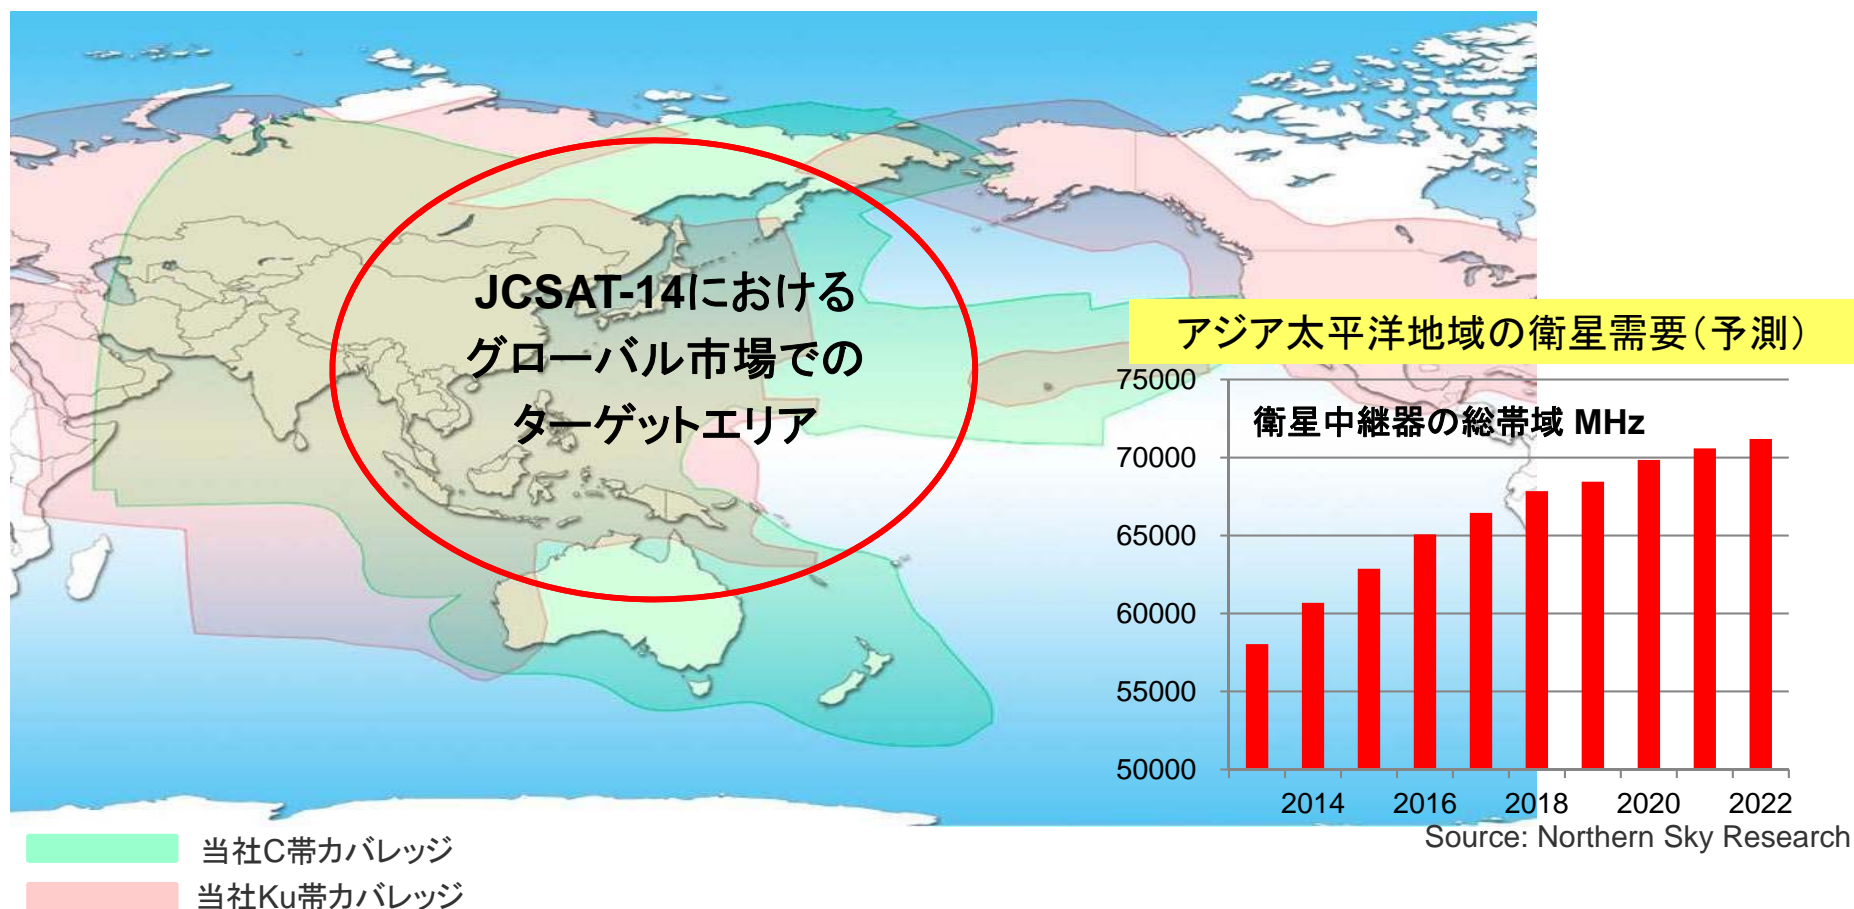 JCSAT-14における
グローバル市場での
ターゲットエリア
アジア太平洋地域の衛星需要（予測）
衛星中継器の総帯域 MHz
75000
70000
65000
60000
55000
50000
2014 2016 2018 2020 2022
Source: Northern Sky Research
当社C帯カバレッジ
当社Ku帯カバレッジ